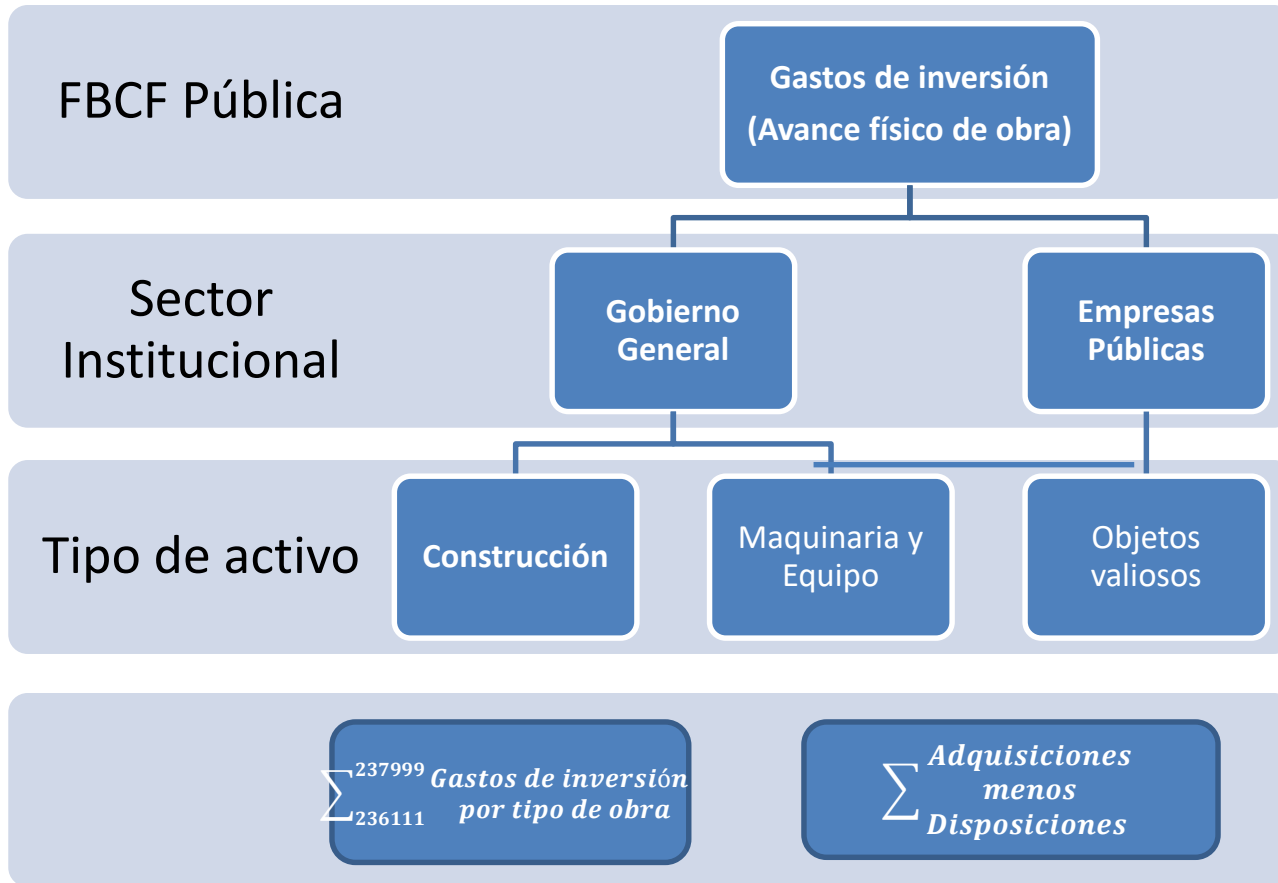 FBCF Pública
Gastos de inversión
(Avance físico de obra)
Sector
Institucional
Gobierno
General
Empresas
Públicas
Tipo de activo
Construcción
Maquinaria y
Equipo
Objetos
valiosos
∑ 237999 236111 Gastos de inversión
por tipo de obra
∑ Adquisiciones
menos
Disposiciones